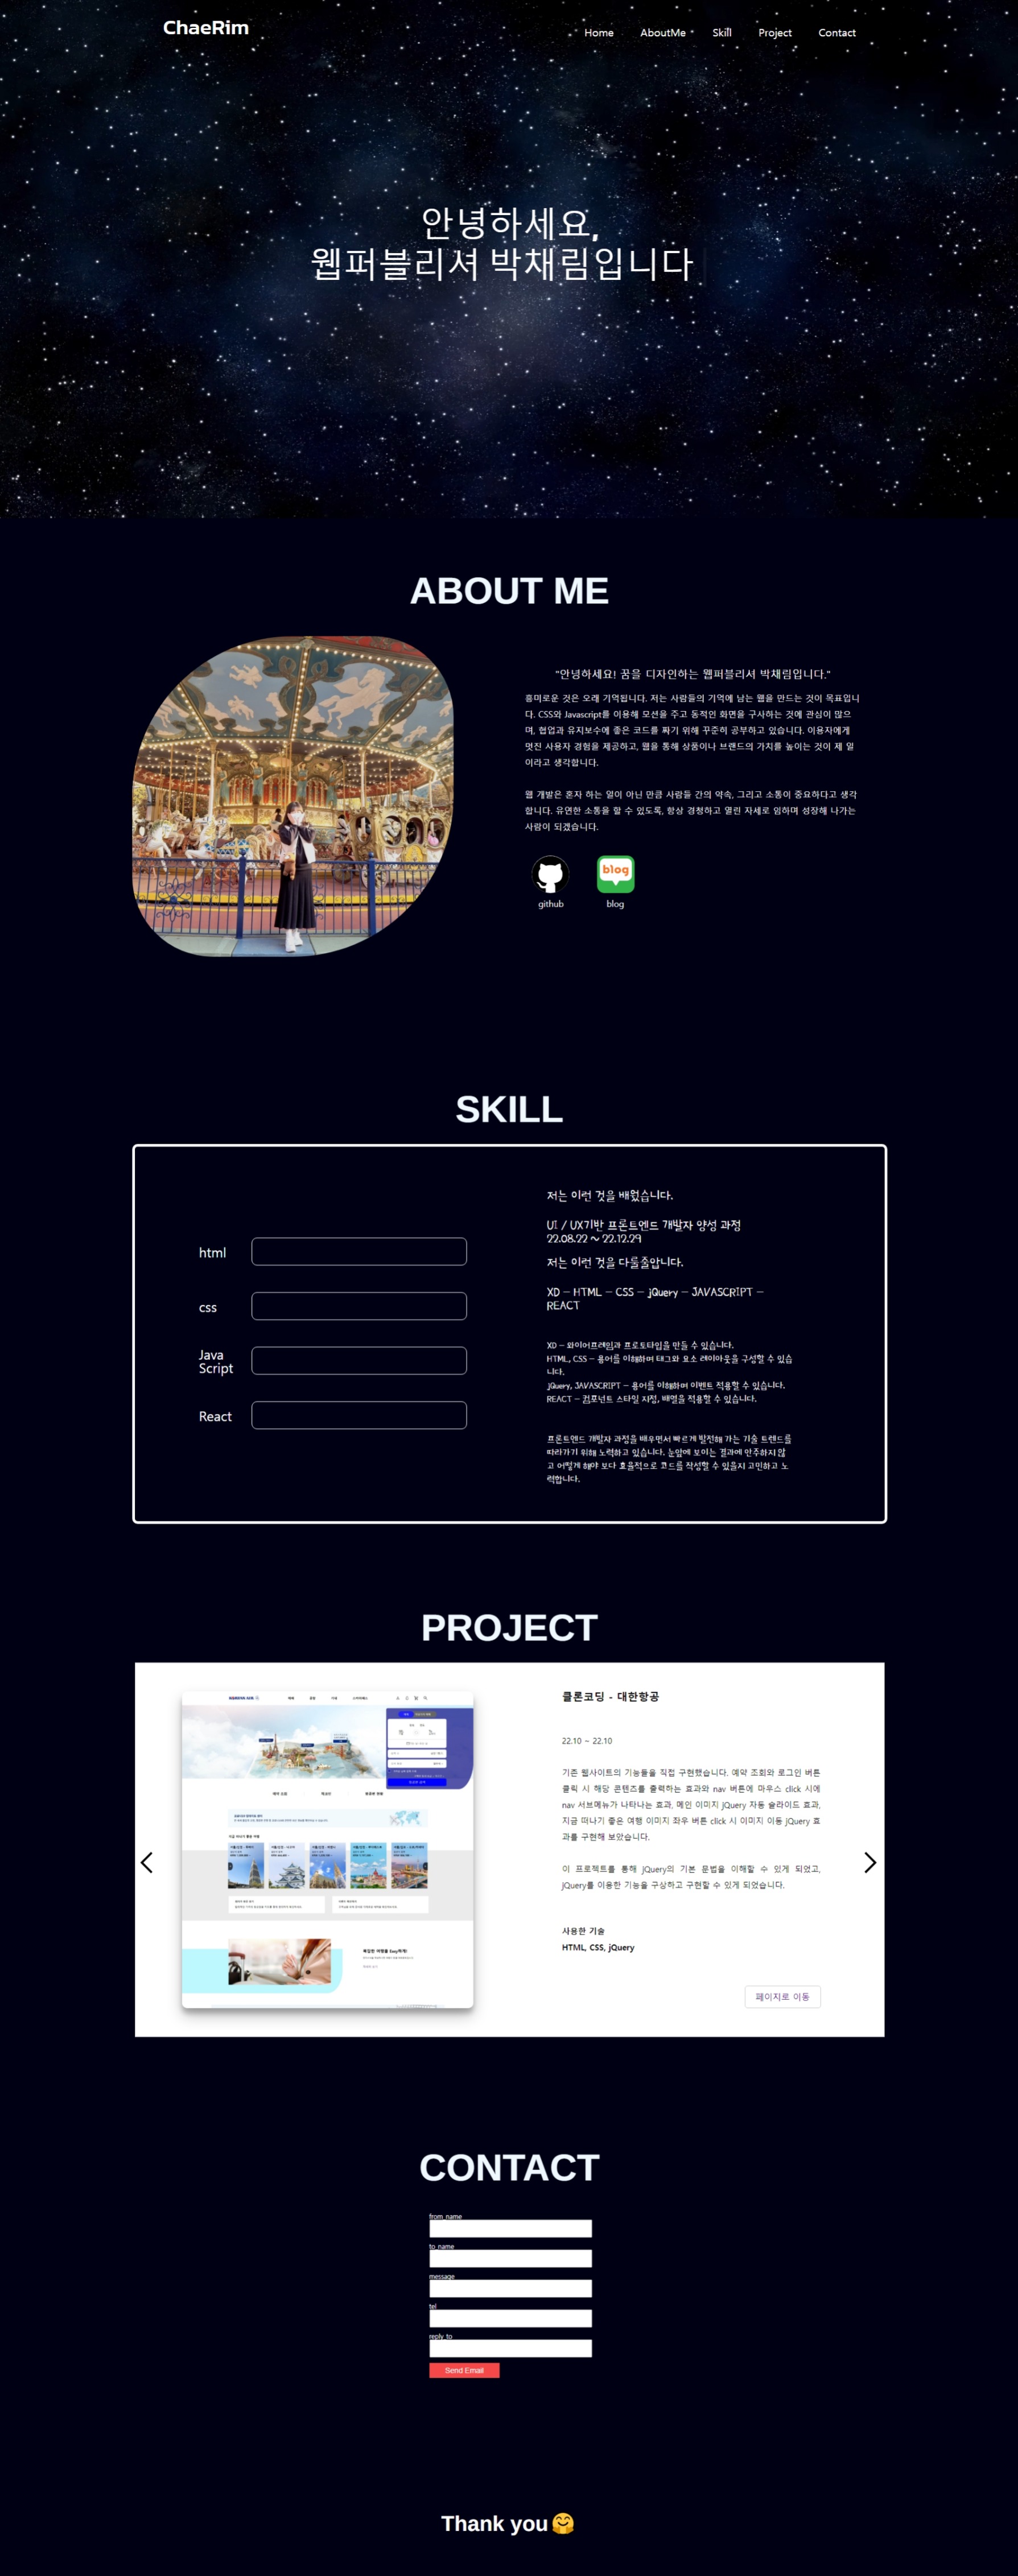 ChaeRim
Home AboutMe Skill Project Contact
안녕하세요,
웹퍼블리셔 박채림입니다
ABOUT ME
"안녕하세요! 꿈을 디자인하는 웹퍼블리셔 박채림입니다."
흥미로운 것은 오래 기억됩니다. 저는 사람들의 기억에 남는 웹을 만드는 것이 목표입니
다. CSS와 Javascript를 이용해 모션을 주고 동적인 화면을 구사하는 것에 관심이 많으
며, 협업과 유지보수에 좋은 코드를 짜기 위해 꾸준히 공부하고 있습니다. 이용자에게
멋진 사용자 경험을 제공하고, 웹을 통해 상품이나 브랜드의 가치를 높이는 것이 제 일
이라고 생각합니다.
웹 개발은 혼자 하는 일이 아닌 만큼 사람들 간의 약속, 그리고 소통이 중요하다고 생각
합니다. 유연한 소통을 할 수 있도록, 항상 경청하고 열린 자세로 임하며 성장해 나가는
사람이 되겠습니다.
blog
github blog
SKILL
html
css
Java
Script
React
저는 이런 것을 배웠습니다.
UI / UX기반 프론트엔드 개발자 양성 과정
22.08.22 ~ 22.12.29
저는 이런 것을 다룰줄압니다.
XD - HTML - CSS - jQuery - JAVASCRIPT -
REACT
XD - 와이어프레임과 프로토타입을 만들 수 있습니다.
HTML, CSS - 용어를 이해하며 태그와 요소 레이아웃을 구성할 수 있습
니다.
jQuery, JAVASCRIPT - 용어를 이해하며 이벤트 적용할 수 있습니다.
REACT - 컴포넌트 스타일 지정, 배열을 적용할 수 있습니다.
프론트엔드 개발자 과정을 배우면서 빠르게 발전해 가는 기술 트렌드를
따라가기 위해 노력하고 있습니다. 눈앞에 보이는 결과에 안주하지 않
고 어떻게 해야 보다 효율적으로 코드를 작성할 수 있을지 고민하고 노
력합니다.
PROJECT
클론코딩 - 대한항공
22.10 ~ 22.10
기존 웹사이트의 기능들을 직접 구현했습니다. 예약 조회와 로그인 버튼
클릭 시 해당 콘텐츠를 출력하는 효과와 nav 버튼에 마우스 click 시에
nav 서브메뉴가 나타나는 효과, 메인 이미지 jQuery 자동 슬라이드 효과,
지금 떠나기 좋은 여행 이미지 좌우 버튼 click 시 이미지 이동 jQuery 효
과를 구현해 보았습니다.
이 프로젝트를 통해 jQuery의 기본 문법을 이해할 수 있게 되었고,
jQuery를 이용한 기능을 구상하고 구현할 수 있게 되었습니다.
사용한 기술
HTML, CSS, jQuery
페이지로 이동
CONTACT
from_name
to_name
message
tel
reply_to
Send Email
Thank you